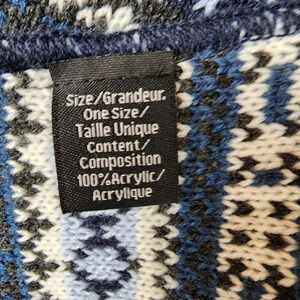 Size/Grandeur.
One Size/
Taille Unique
Content/
Composition
100% Acrylic/
Acrylique